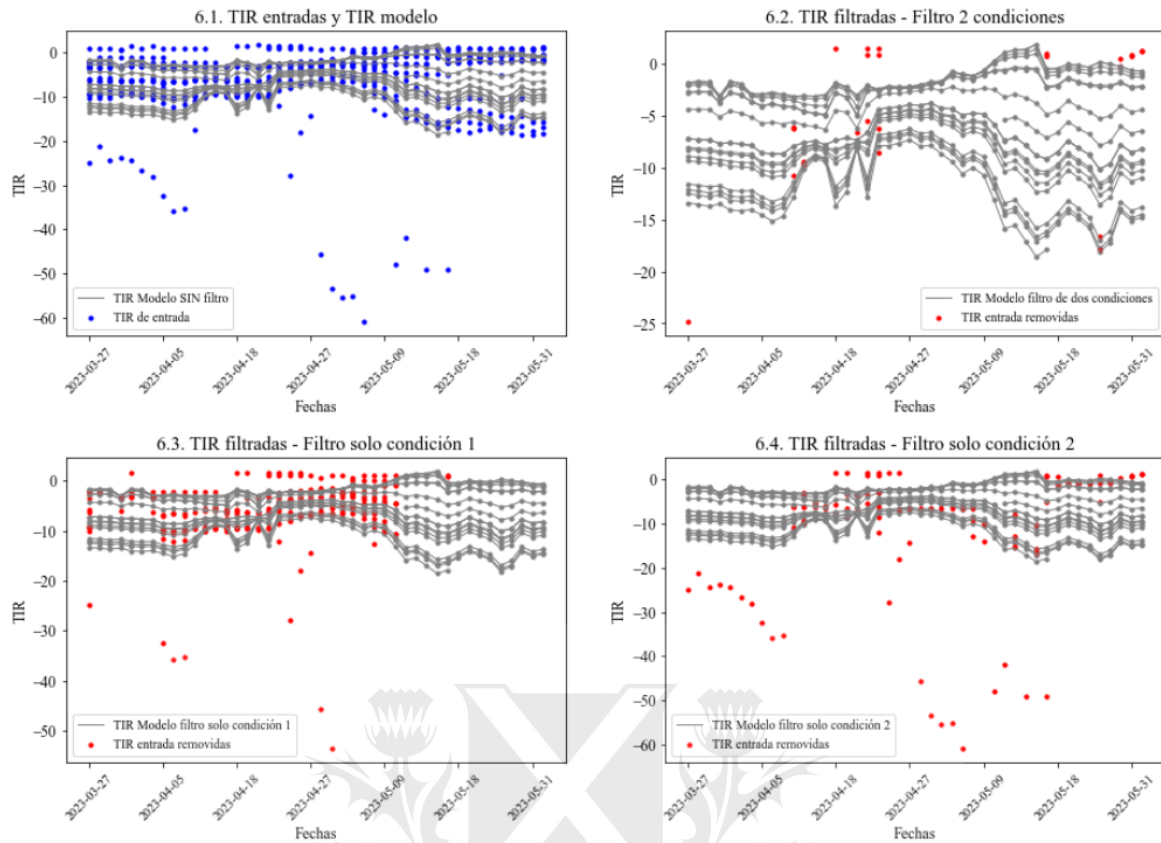 6.1. TIR entradas y TIR modelo
0
−10
−20
−30
−40
−50
−60
TIR
TIR Modelo SIN filtro
TIR de entrada
2023-03-27
2023-04-05
2023-04-18
2023-04-27
2023-05-09
2023-05-18
2023-05-31
Fechas
6.2. TIR filtradas - Filtro 2 condiciones
0
−5
−10
−15
−20
−25
TIR
TIR Modelo filtro de dos condiciones
TIR entrada removidas
2023-03-27
2023-04-05
2023-04-18
2023-04-27
2023-05-09
2023-05-18
2023-05-31
Fechas
6.3. TIR filtradas - Filtro solo condición 1
0
−10
−20
−30
−40
−50
TIR
TIR Modelo filtro solo condición 1
TIR entrada removidas
2023-03-27
2023-04-05
2023-04-18
2023-04-27
2023-05-09
2023-05-18
2023-05-31
Fechas
6.4. TIR filtradas - Filtro solo condición 2
0
−10
−20
−30
−40
−50
−60
TIR
TIR Modelo filtro solo condición 2
TIR entrada removidas
2023-03-27
2023-04-05
2023-04-18
2023-04-27
2023-05-09
2023-05-18
2023-05-31
Fechas